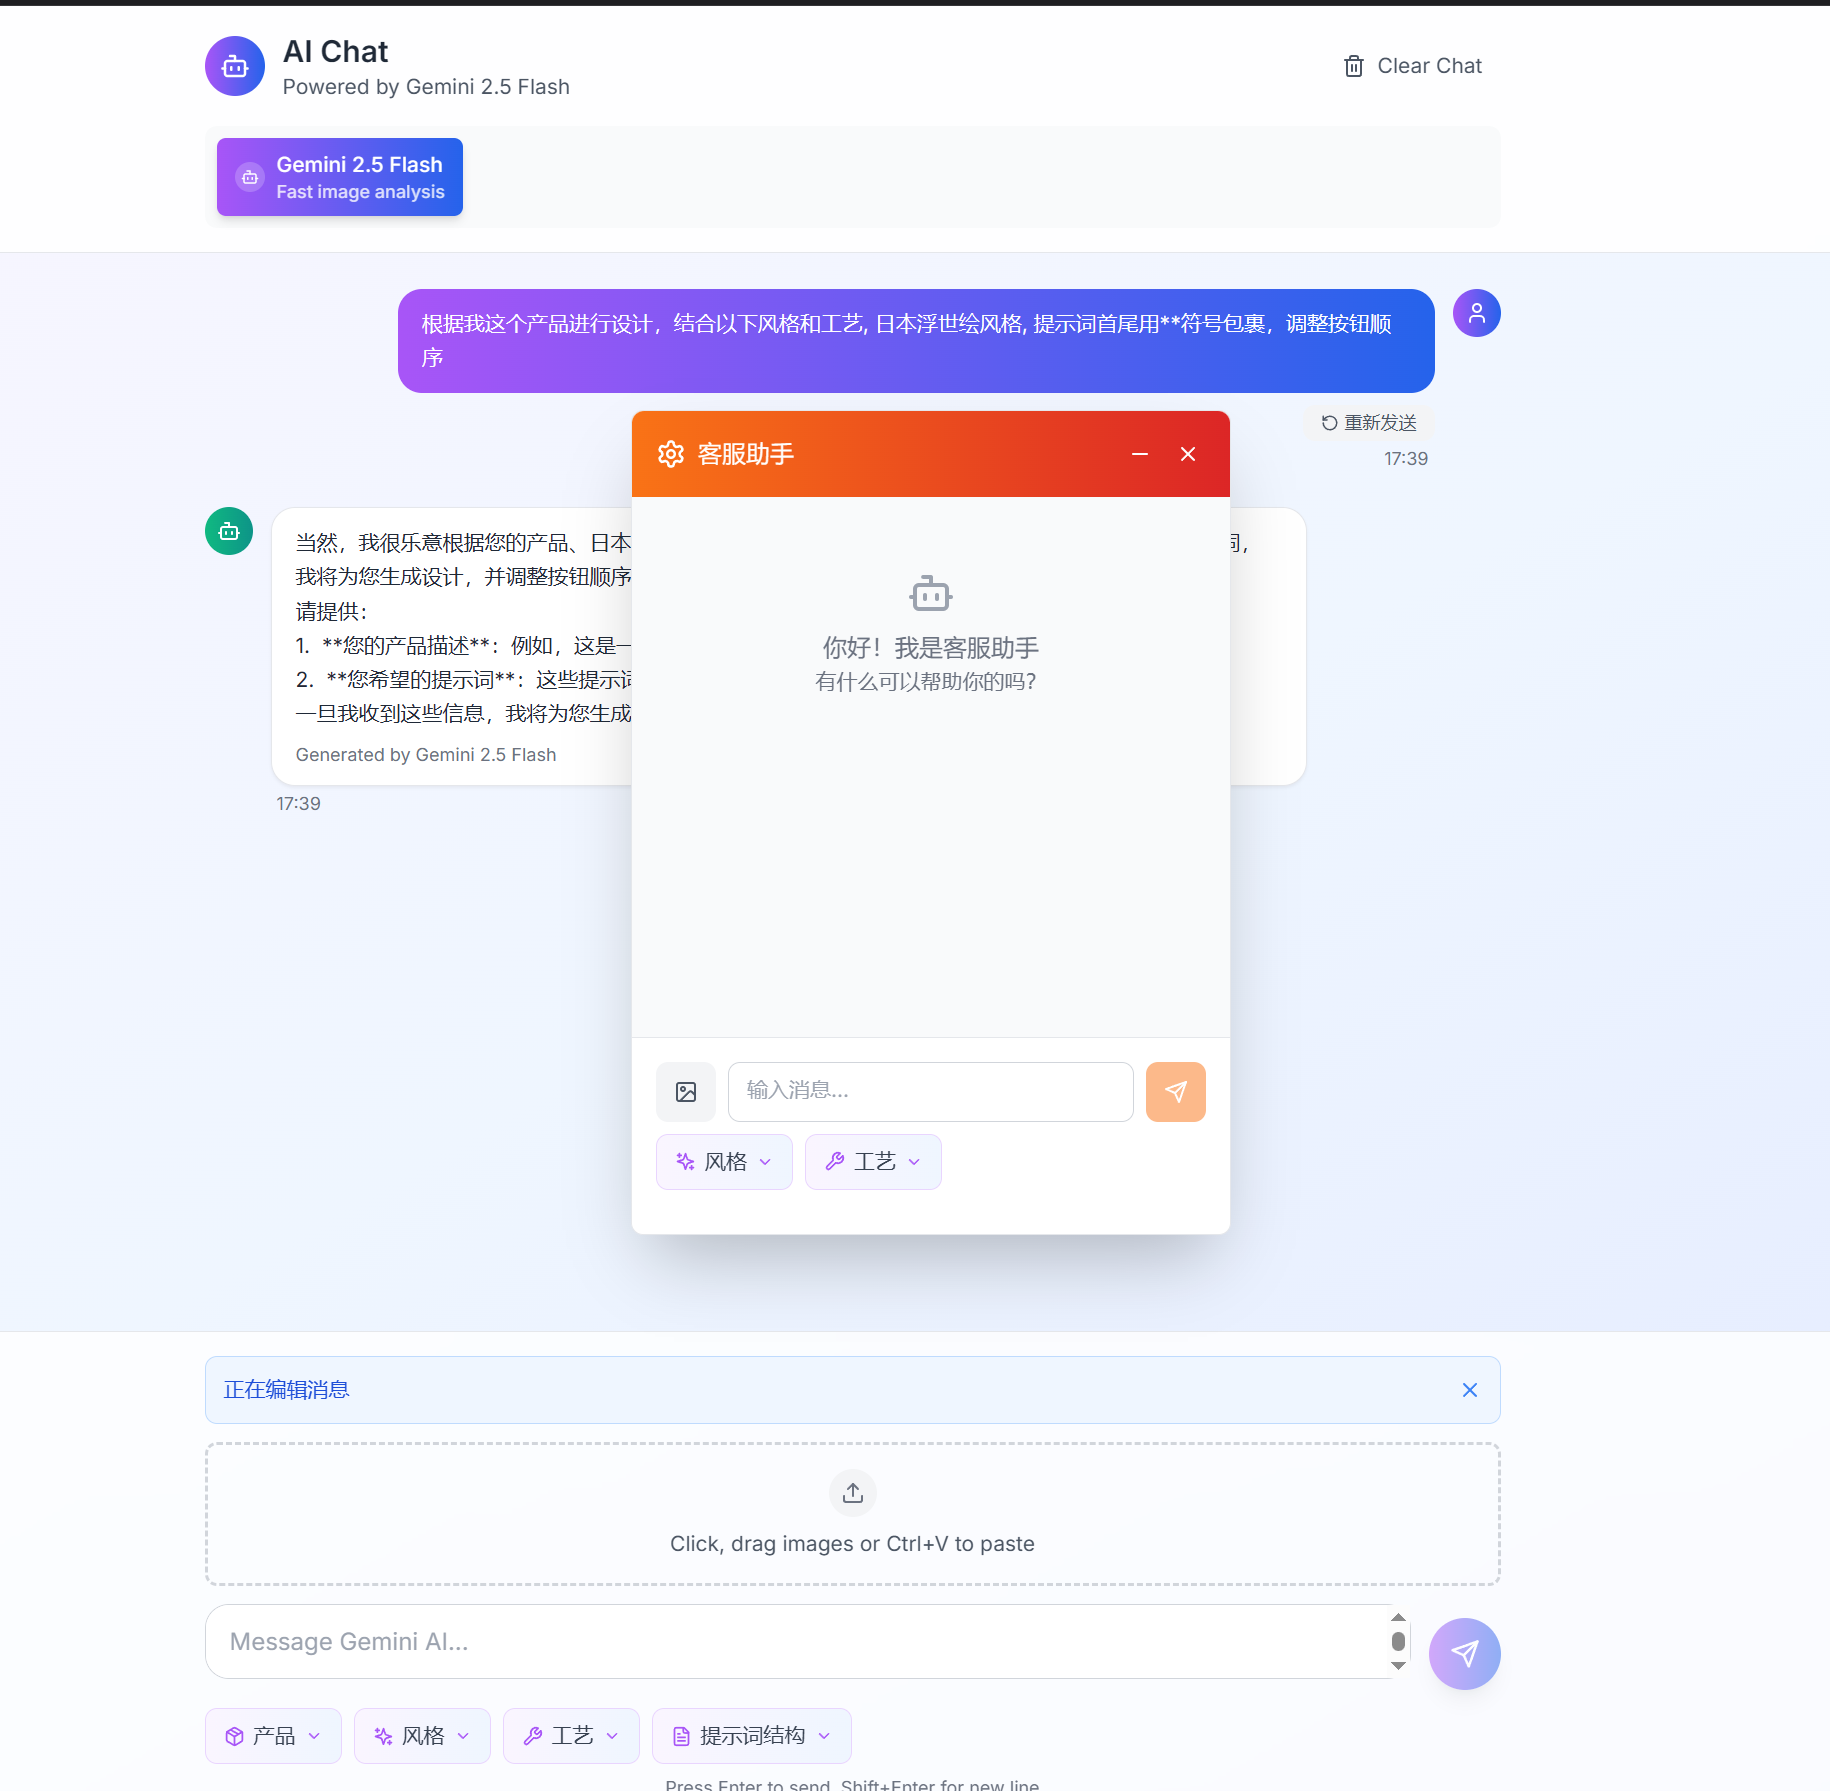 AI Chat
Powered by Gemini 2.5 Flash
Clear Chat
Gemini 2.5 Flash
Fast image analysis
根据我这个产品进行设计，结合以下风格和工艺, 日本浮世绘风格, 提示词首尾用**符号包裹，调整按钮顺
序
重新发送
17:39
当然，我很乐意根据您的产品、日本
我将为您生成设计，并调整按钮顺序
请提供：
1. **您的产品描述**：例如，这是一
2. **您希望的提示词**：这些提示词
一旦我收到这些信息，我将为您生成
Generated by Gemini 2.5 Flash
17:39
客服助手
你好！我是客服助手
有什么可以帮助你的吗？
输入消息...
风格
工艺
正在编辑消息
Click, drag images or Ctrl+V to paste
Message Gemini AI...
产品
风格
工艺
提示词结构
Press Enter to send, Shift+Enter for new line